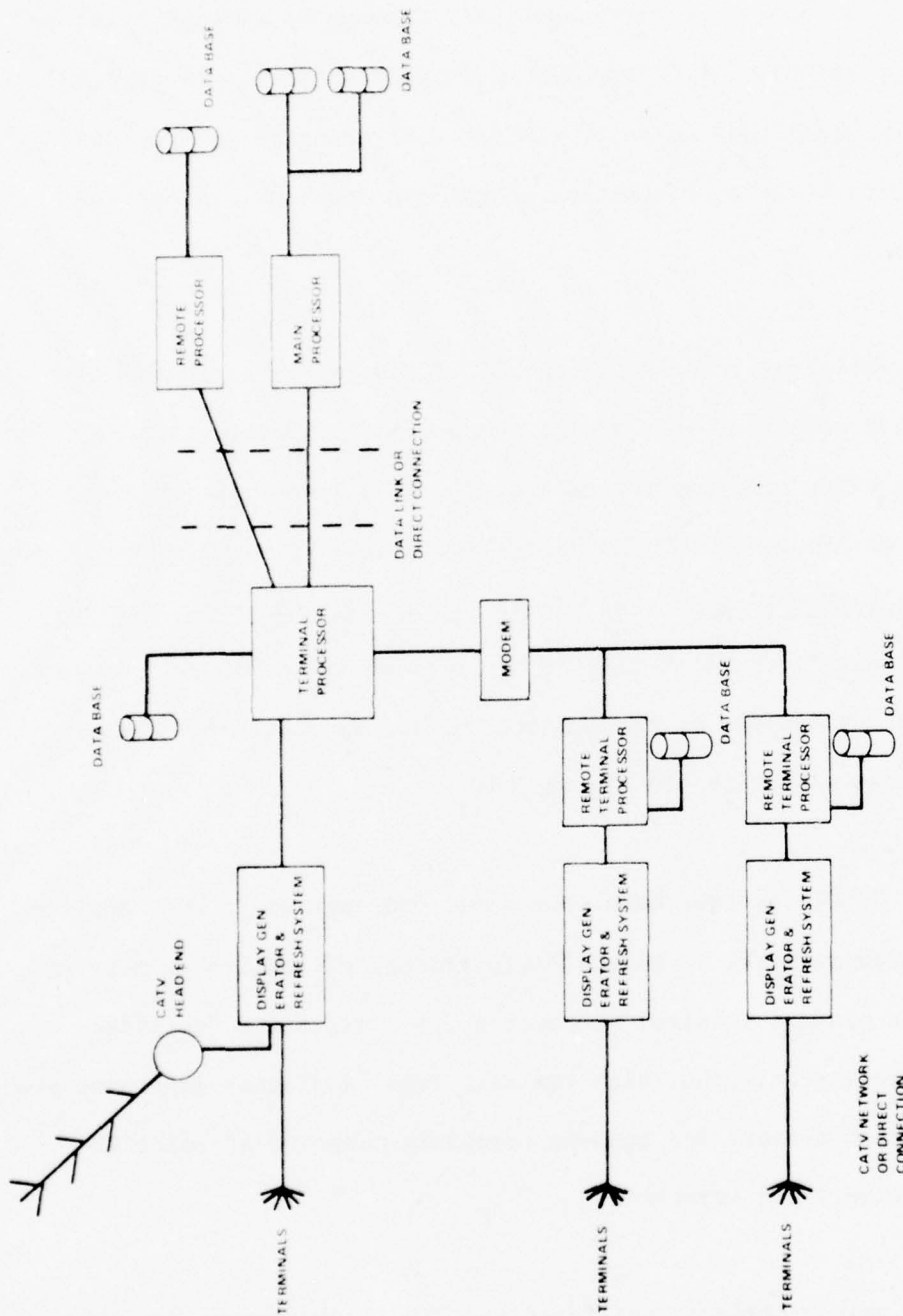 DATA BASE
DATA BASE
REMOTE
PROCESSOR
MAIN
PROCESSOR
DATA LINK OR
DIRECT CONNECTION
DATA BASE
TERMINAL
PROCESSOR
MODEM
DATA BASE
DATA BASE
REMOTE
TERMINAL
PROCESSOR
REMOTE
TERMINAL
PROCESSOR
CATV
HEAD END
DISPLAY GEN
ERATOR &
REFRESH SYSTEM
DISPLAY GEN
ERATOR &
REFRESH SYSTEM
DISPLAY GEN
ERATOR &
REFRESH SYSTEM
TERMINALS
TERMINALS
TERMINALS
CATV NETWORK
OR DIRECT
CONNECTION